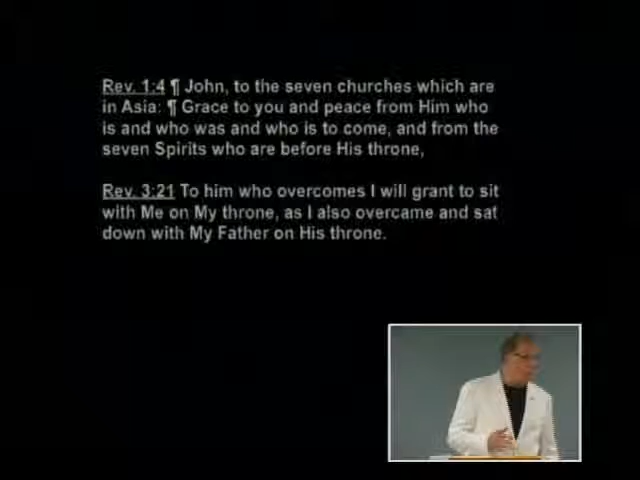 Rev. 1:4 ¶ John, to the seven churches which are
in Asia: ¶ Grace to you and peace from Him who
is and who was and who is to come, and from the
seven Spirits who are before His throne,
Rev. 3:21 To him who overcomes I will grant to sit
with Me on My throne, as I also overcame and sat
down with My Father on His throne.